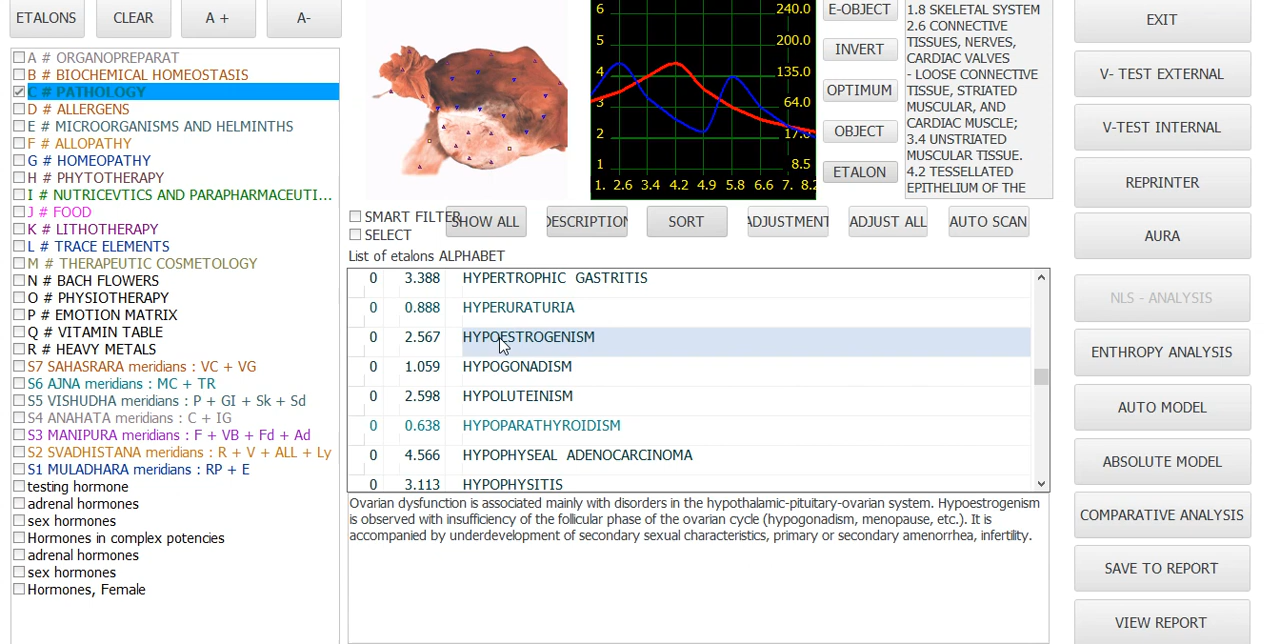 ETALONS
CLEAR
A +
A-
A # ORGANOPREPARAT
B # BIOCHEMICAL HOMEOSTASIS
C # PATHOLOGY
D # ALLERGENS
E # MICROORGANISMS AND HELMINTHS
F # ALLOPATHY
G # HOMEOPATHY
H # PHYTOTHERAPY
I # NUTRICEVTICS AND PARAPHARMACEUTI...
J # FOOD
K # LITHOTHERAPY
L # TRACE ELEMENTS
M # THERAPEUTIC COSMETOLOGY
N # BACH FLOWERS
O # PHYSIOTHERAPY
P # EMOTION MATRIX
Q # VITAMIN TABLE
R # HEAVY METALS
S7 SAHASRARA meridians : VC + VG
S6 AJNA meridians : MC + TR
S5 VISHUDHA meridians : P + GI + Sk + Sd
S4 ANAHATA meridians : C + IG
S3 MANIPURA meridians : F + VB + Fd + Ad
S2 SVADHISTANA meridians : R + V + ALL + Ly
S1 MULADHARA meridians : RP + E
testing hormone
adrenal hormones
sex hormones
Hormones in complex potencies
adrenal hormones
sex hormones
Hormones, Female
6 240.0
5 200.0
4 135.0
3 64.0
2 17.0
1 8.5
1. 2.6 3.4 4.2 4.9 5.8 6.6 7. 8.2
E-OBJECT
INVERT
OPTIMUM
OBJECT
ETALON
1.8 SKELETAL SYSTEM
2.6 CONNECTIVE
TISSUES, NERVES,
CARDIAC VALVES
- LOOSE CONNECTIVE
TISSUE, STRIATED
MUSCULAR, AND
CARDIAC MUSCLE;
3.4 UNSTRIATED
MUSCULAR TISSUE.
4.2 TESSELLATED
EPITHELIUM OF THE
SMART FILTER
SELECT
SHOW ALL
DESCRIPTION
SORT
ADJUSTMENT
ADJUST ALL
AUTO SCAN
List of etalons ALPHABET
0 3.388 HYPERTROPHIC GASTRITIS
0 0.888 HYPERURATURIA
0 2.567 HYPOESTROGENISM
0 1.059 HYPOGONADISM
0 2.598 HYPOLUTEINISM
0 0.638 HYPOPARATHYROIDISM
0 4.566 HYPOPHYSEAL ADENOCARCINOMA
0 3.113 HYPOPHYSITIS
Ovarian dysfunction is associated mainly with disorders in the hypothalamic-pituitary-ovarian system. Hypoestrogenism
is observed with insufficiency of the follicular phase of the ovarian cycle (hypogonadism, menopause, etc.). It is
accompanied by underdevelopment of secondary sexual characteristics, primary or secondary amenorrhea, infertility.
EXIT
V- TEST EXTERNAL
V-TEST INTERNAL
REPRINTER
AURA
NLS - ANALYSIS
ENTHROPY ANALYSIS
AUTO MODEL
ABSOLUTE MODEL
COMPARATIVE ANALYSIS
SAVE TO REPORT
VIEW REPORT